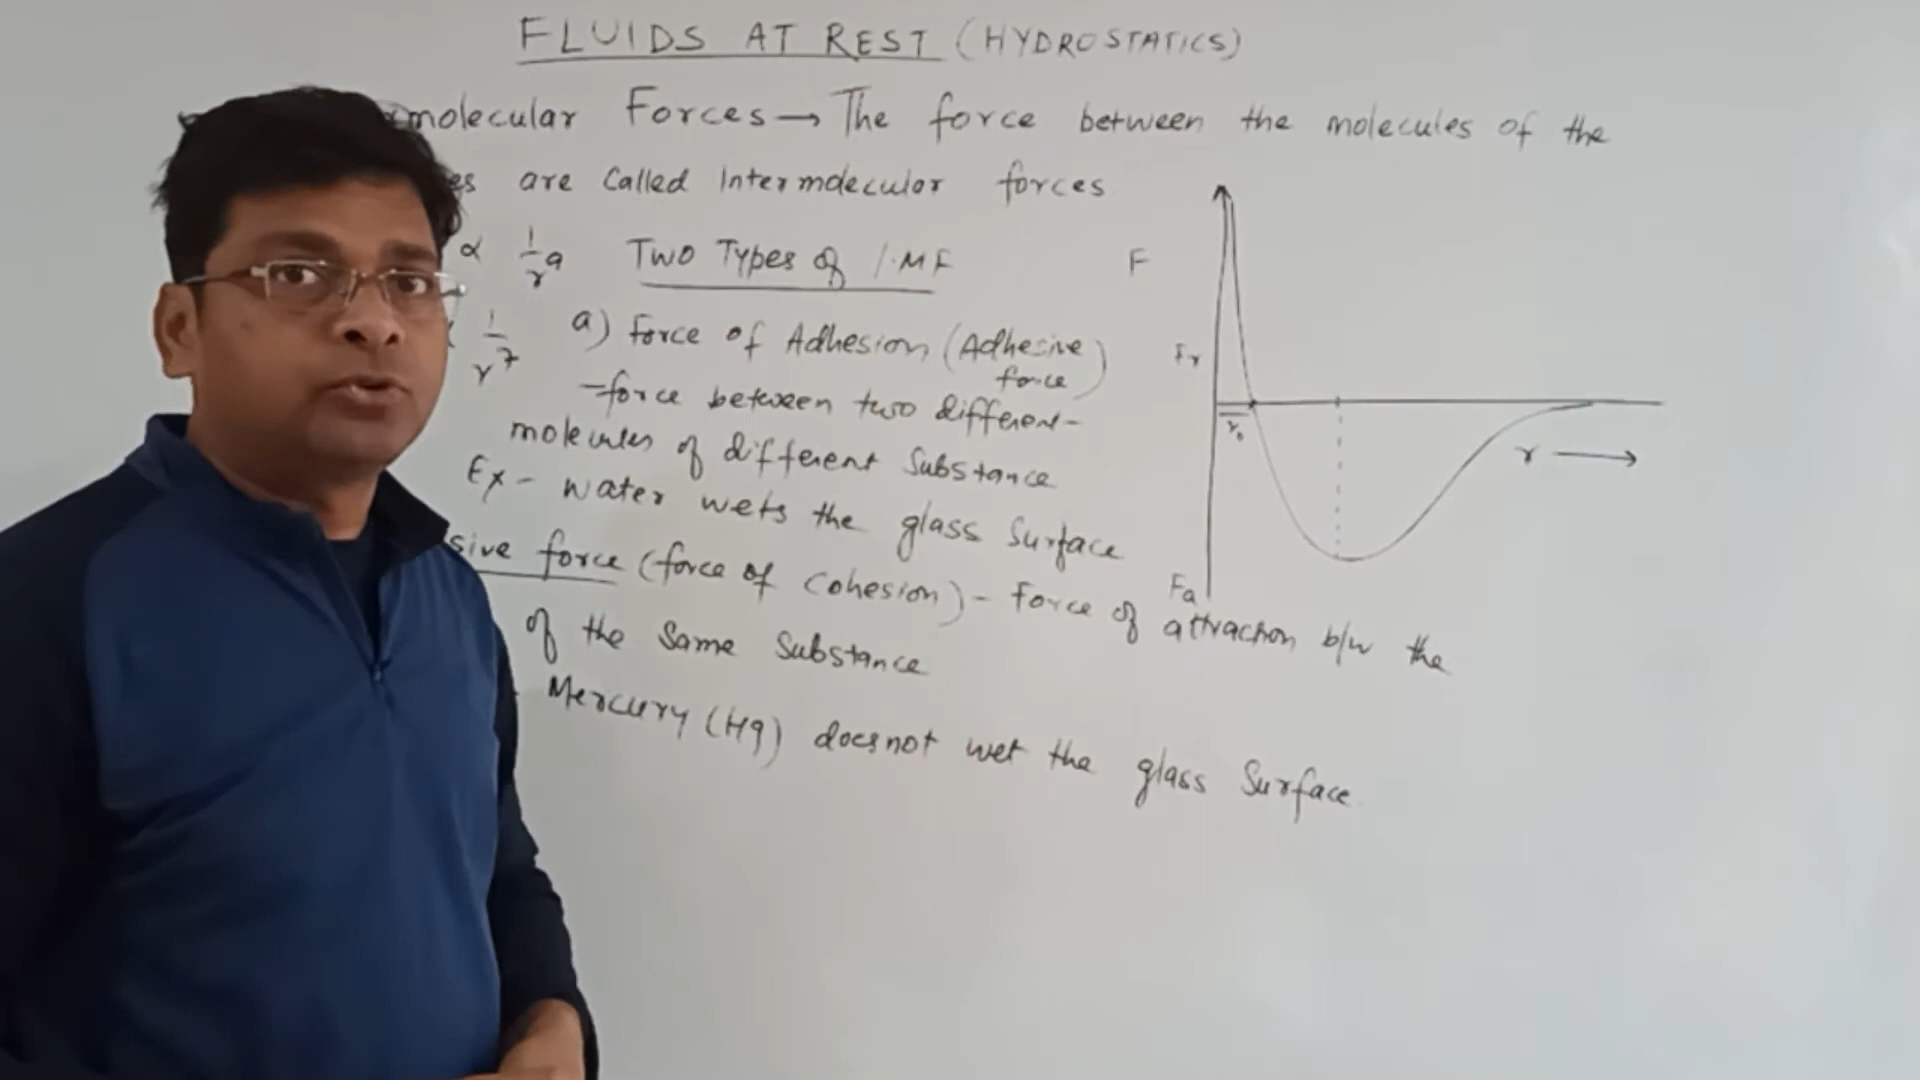 FLUIDS AT REST (HYDROSTATICS)
molecular Forces → The force between the molecules of the
es are Called Intermolecular forces
∝ 1/r⁹ Two Types of I.M.F
1/r⁷ a) Force of Adhesion (Adhesive force)
- force between two different-
molecules of different Substance
Ex - water wets the glass Surface
sive force (force of Cohesion) - Force of attraction b/w the
of the Same Substance
Mercury (Hg) does not wet the glass Surface.
F
Fr
r₀
r →
Fa